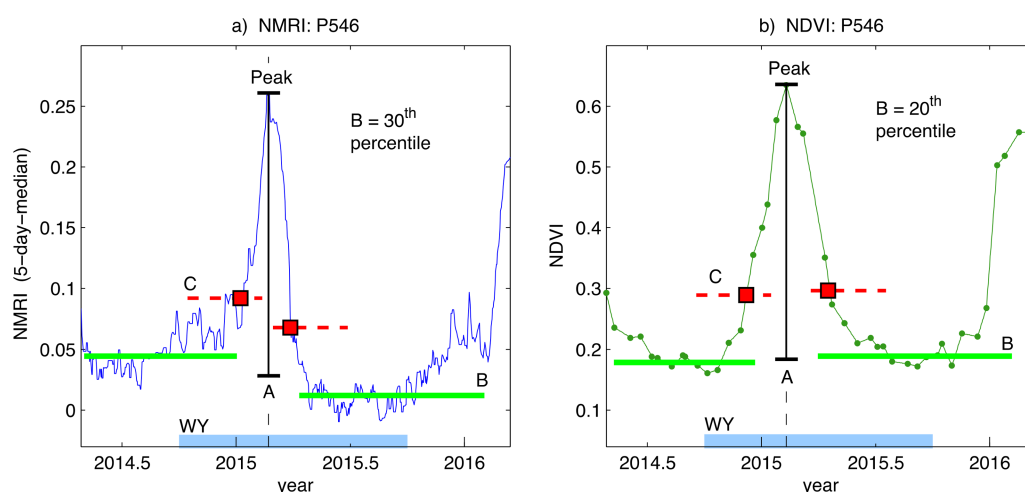 a) NMRI: P546
Peak
B = 30th
percentile
C
B
A
WY
0.25
0.2
0.15
0.1
0.05
0
2014.5 2015 2015.5 2016
year
NMRI (5-day-median)
b) NDVI: P546
Peak
B = 20th
percentile
C
B
A
WY
0.6
0.5
0.4
0.3
0.2
0.1
2014.5 2015 2015.5 2016
year
NDVI